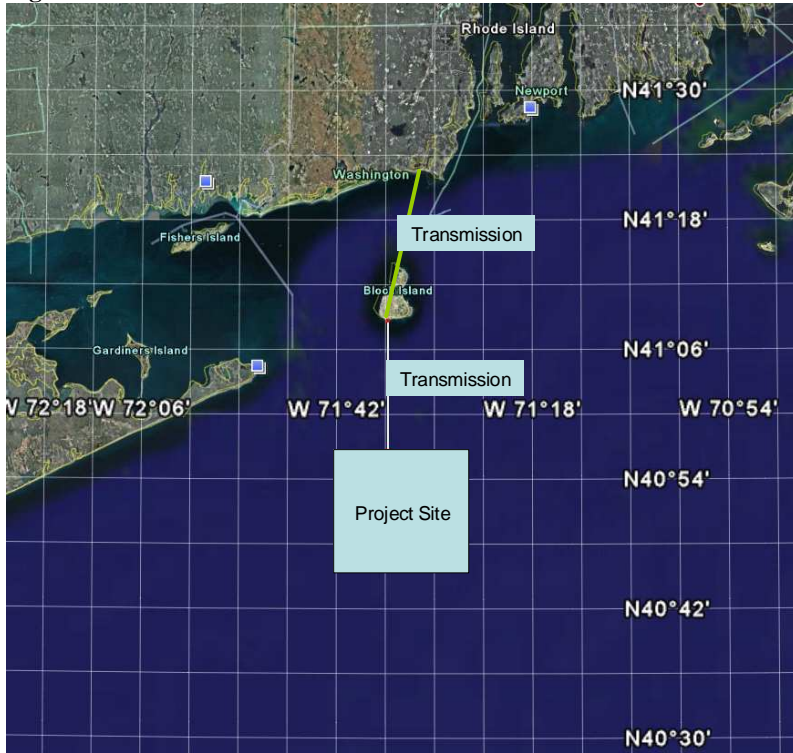 Rhode Island
N41°30'
Newport
Washington
N41°18'
Transmission
Fishers Island
Block Island
Gardiners Island
N41°06'
Transmission
W 72°18' W 72°06' W 71°42' W 71°18' W 70°54'
N40°54'
Project Site
N40°42'
N40°30'